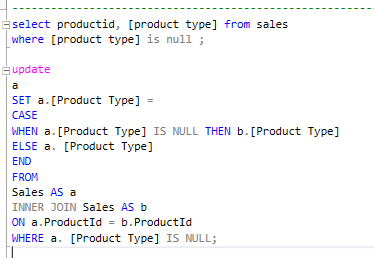 select productid, [product type] from sales
where [product type] is null ;
update
a
SET a.[Product Type] =
CASE
WHEN a.[Product Type] IS NULL THEN b.[Product Type]
ELSE a. [Product Type]
END
FROM
Sales AS a
INNER JOIN Sales AS b
ON a.ProductId = b.ProductId
WHERE a. [Product Type] IS NULL;